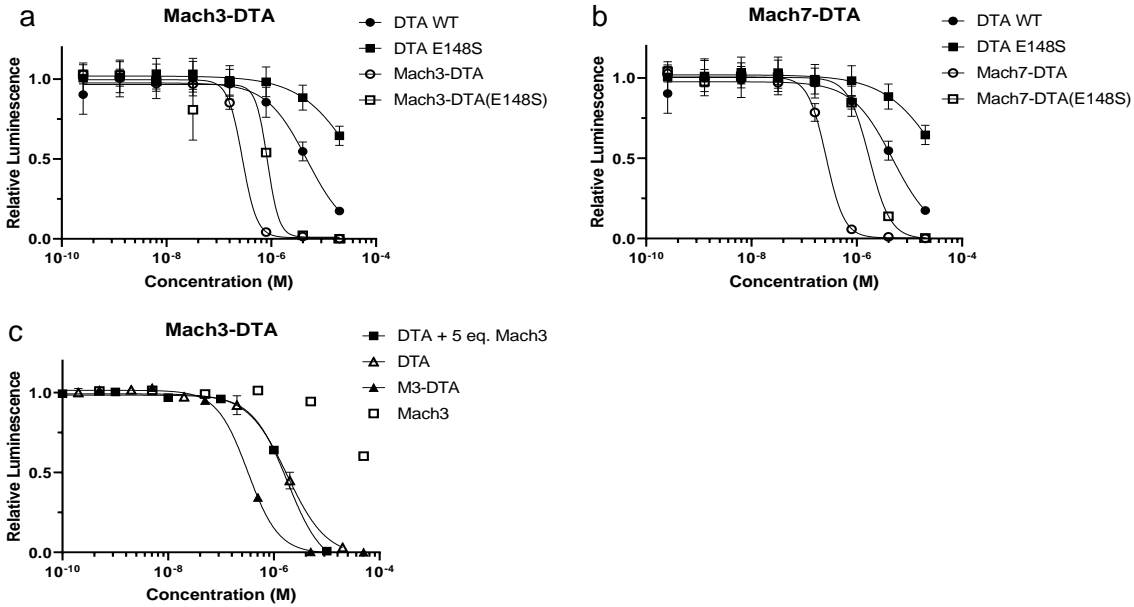 a
Mach3-DTA
DTA WT
DTA E148S
Mach3-DTA
Mach3-DTA(E148S)
Relative Luminescence
1.0
0.5
0.0
10-10
10-8
10-6
10-4
Concentration (M)
b
Mach7-DTA
DTA WT
DTA E148S
Mach7-DTA
Mach7-DTA(E148S)
Relative Luminescence
1.0
0.5
0.0
10-10
10-8
10-6
10-4
Concentration (M)
c
Mach3-DTA
DTA + 5 eq. Mach3
DTA
M3-DTA
Mach3
Relative Luminescence
1.0
0.5
0.0
10-10
10-8
10-6
10-4
Concentration (M)